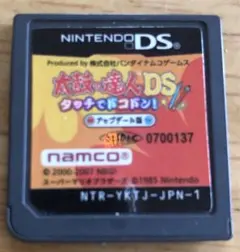 NINTENDO DS
Produced by 株式会社バンダイナムコゲームス
太鼓の達人DS
タッチでドコドン!
アップデート版
0700137
namco
スーパーマリオブラザーズ ©1985 Nintendo
NTR-YKTJ-JPN-1